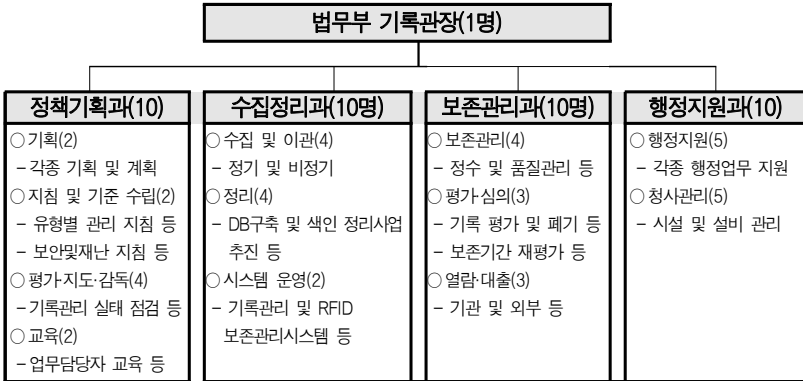 법무부 기록관장(1명)
정책기획과(10)
○ 기획(2)
- 각종 기획 및 계획
○ 지침 및 기준 수립(2)
- 유형별 관리 지침 등
- 보안및재난 지침 등
○ 평가·지도·감독(4)
- 기록관리 실태 점검 등
○ 교육(2)
- 업무담당자 교육 등
수집정리과(10명)
○ 수집 및 이관(4)
- 정기 및 비정기
○ 정리(4)
- DB구축 및 색인 정리사업
추진 등
○ 시스템 운영(2)
- 기록관리 및 RFID
보존관리시스템 등
보존관리과(10명)
○ 보존관리(4)
- 정수 및 품질관리 등
○ 평가·심의(3)
- 기록 평가 및 폐기 등
- 보존기간 재평가 등
○ 열람·대출(3)
- 기관 및 외부 등
행정지원과(10)
○ 행정지원(5)
- 각종 행정업무 지원
○ 청사관리(5)
- 시설 및 설비 관리